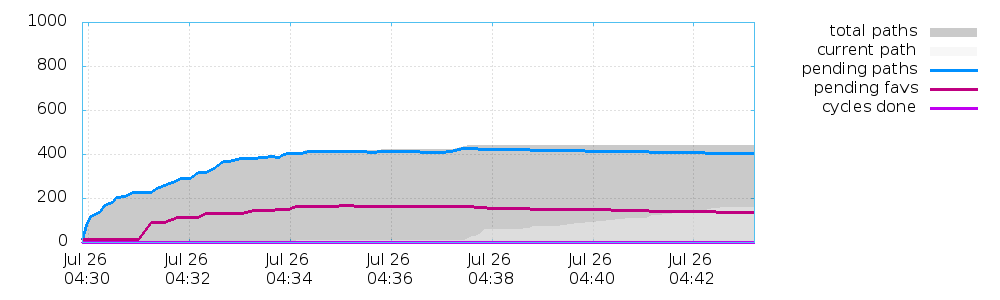 1000
800
600
400
200
0
Jul 26 Jul 26 Jul 26 Jul 26 Jul 26 Jul 26 Jul 26
04:30 04:32 04:34 04:36 04:38 04:40 04:42
total paths
current path
pending paths
pending favs
cycles done